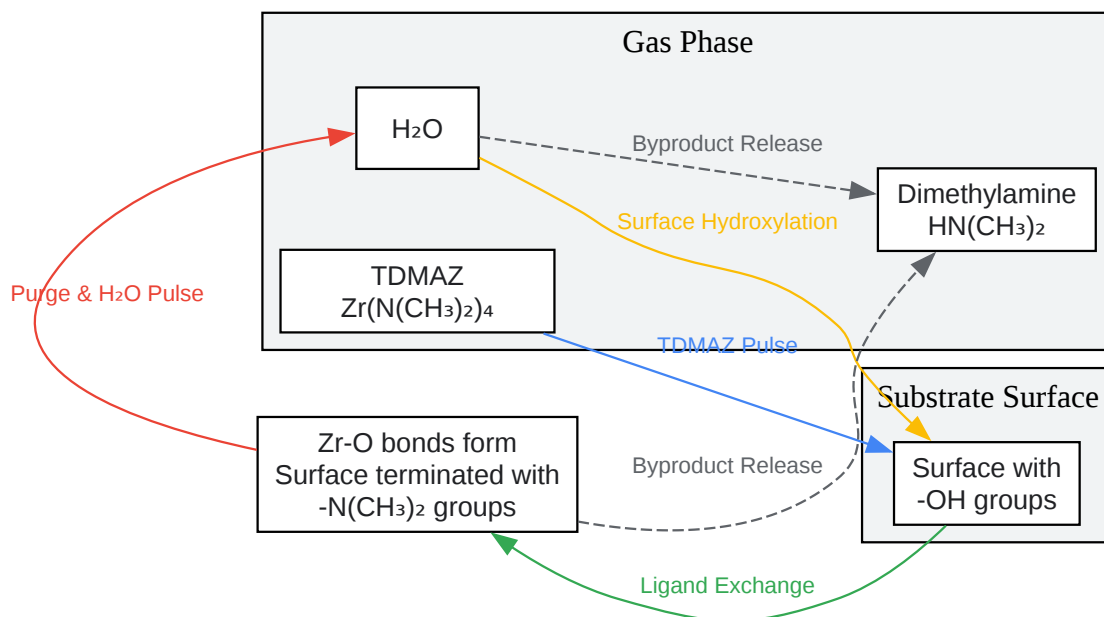 Gas Phase
H₂O
Byproduct Release
Dimethylamine
HN(CH₃)₂
Surface Hydroxylation
TDMAZ
Zr(N(CH₃)₂)₄
Purge & H₂O Pulse
TDMAZ Pulse
Substrate Surface
Zr-O bonds form
Surface terminated with
-N(CH₃)₂ groups
Byproduct Release
Surface with
-OH groups
Ligand Exchange